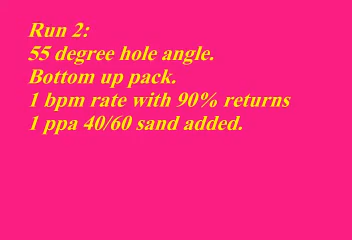 Run 2:
55 degree hole angle.
Bottom up pack.
1 bpm rate with 90% returns
1 ppa 40/60 sand added.